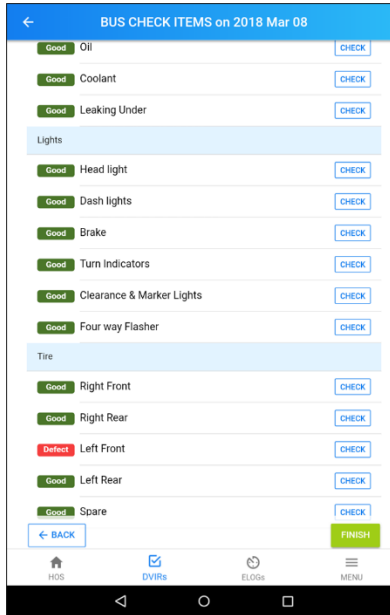 BUS CHECK ITEMS on 2018 Mar 08
Good Oil CHECK
Good Coolant CHECK
Good Leaking Under CHECK
Lights
Good Head light CHECK
Good Dash lights CHECK
Good Brake CHECK
Good Turn Indicators CHECK
Good Clearance & Marker Lights CHECK
Good Four way Flasher CHECK
Tire
Good Right Front CHECK
Good Right Rear CHECK
Defect Left Front CHECK
Good Left Rear CHECK
Good Spare CHECK
BACK FINISH
HOS DVIRs ELOGs MENU